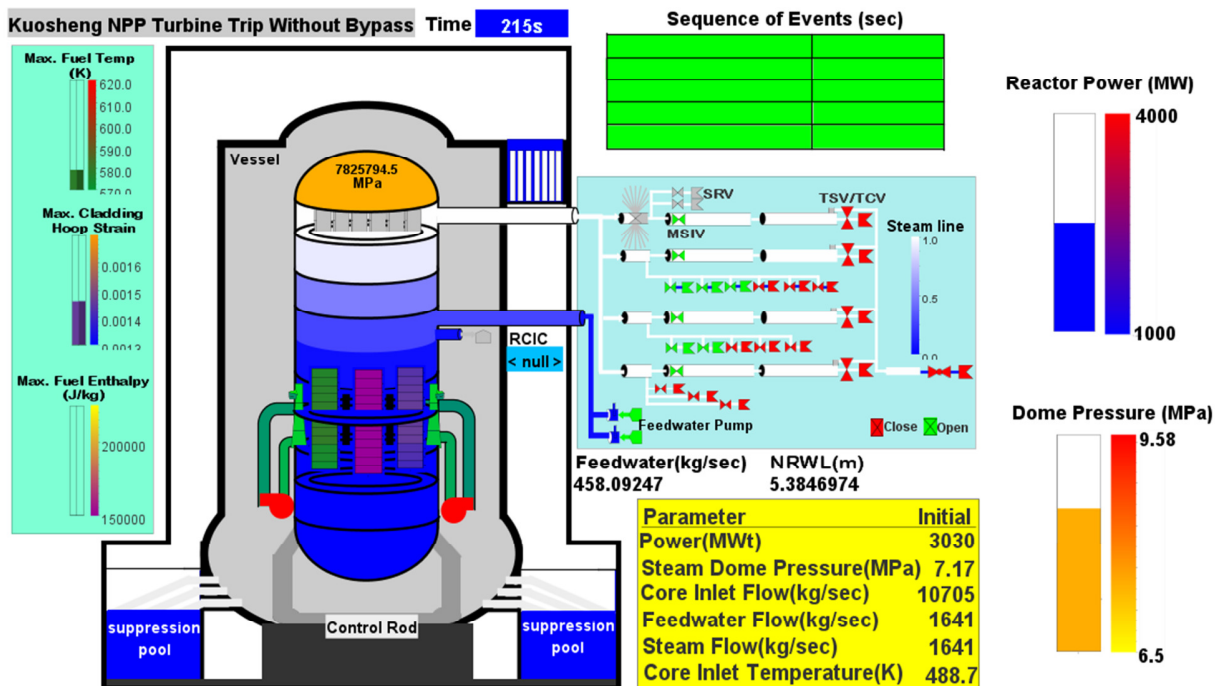 Kuosheng NPP Turbine Trip Without Bypass
Time
215s
Sequence of Events (sec)
Max. Fuel Temp
(K)
620.0
610.0
600.0
590.0
580.0
570.0
Max. Cladding
Hoop Strain
0.0016
0.0015
0.0014
0.0013
Max. Fuel Enthalpy
(J/kg)
200000
150000
Vessel
7825794.5
MPa
RCIC
< null >
Control Rod
suppression
pool
suppression
pool
SRV
MSIV
TSV/TCV
Steam line
1.0
0.5
0.0
Feedwater Pump
Close
Open
Feedwater(kg/sec)
458.09247
NRWL(m)
5.3846974
Parameter Initial
Power(MWt) 3030
Steam Dome Pressure(MPa) 7.17
Core Inlet Flow(kg/sec) 10705
Feedwater Flow(kg/sec) 1641
Steam Flow(kg/sec) 1641
Core Inlet Temperature(K) 488.7
Reactor Power (MW)
4000
1000
Dome Pressure (MPa)
9.58
6.5